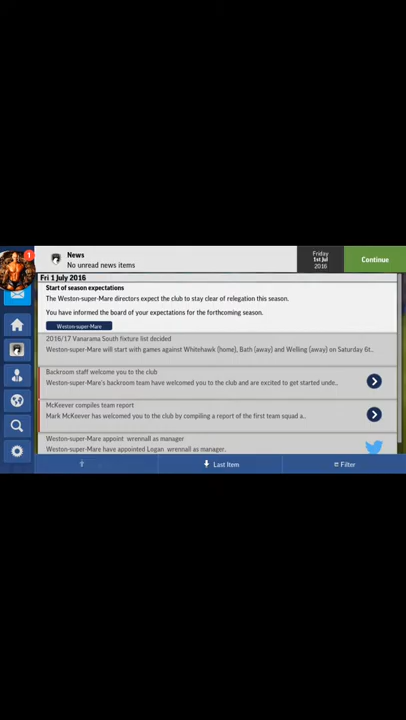 1
News
No unread news items
Friday
1st Jul
2016
Continue
Fri 1 July 2016
Start of season expectations
The Weston-super-Mare directors expect the club to stay clear of relegation this season.
You have informed the board of your expectations for the forthcoming season.
Weston-super-Mare
2016/17 Vanarama South fixture list decided
Weston-super-Mare will start with games against Whitehawk (home), Bath (away) and Welling (away) on Saturday 6t..
Backroom staff welcome you to the club
Weston-super-Mare's backroom team have welcomed you to the club and are excited to get started unde..
McKeever compiles team report
Mark McKeever has welcomed you to the club by compiling a report of the first team squad a..
Weston-super-Mare appoint wrennall as manager
Weston-super-Mare have appointed Logan wrennall as manager.
Last Item
Filter